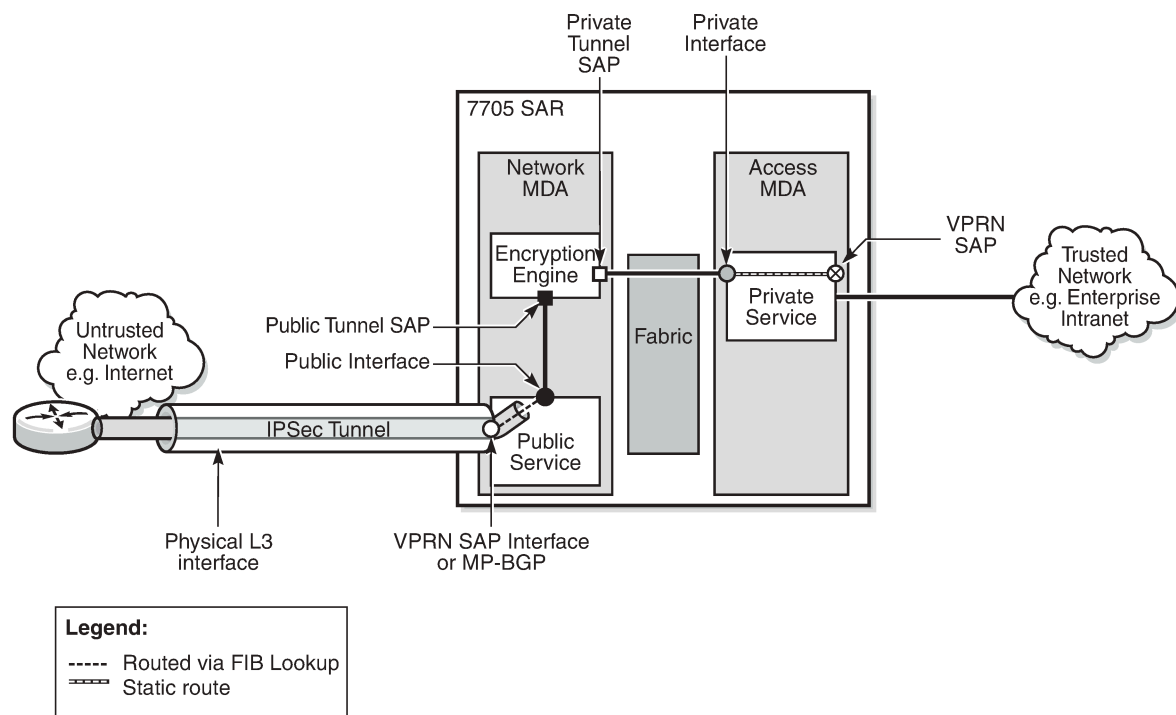 Private
Tunnel
SAP
Private
Interface
7705 SAR
Network
MDA
Access
MDA
VPRN
SAP
Encryption
Engine
Trusted
Network
e.g. Enterprise
Intranet
Private
Service
Public Tunnel SAP
Untrusted
Network
e.g. Internet
Fabric
Public Interface
IPSec Tunnel
Public
Service
Physical L3
interface
VPRN SAP Interface
or MP-BGP
Legend:
Routed via FIB Lookup
Static route